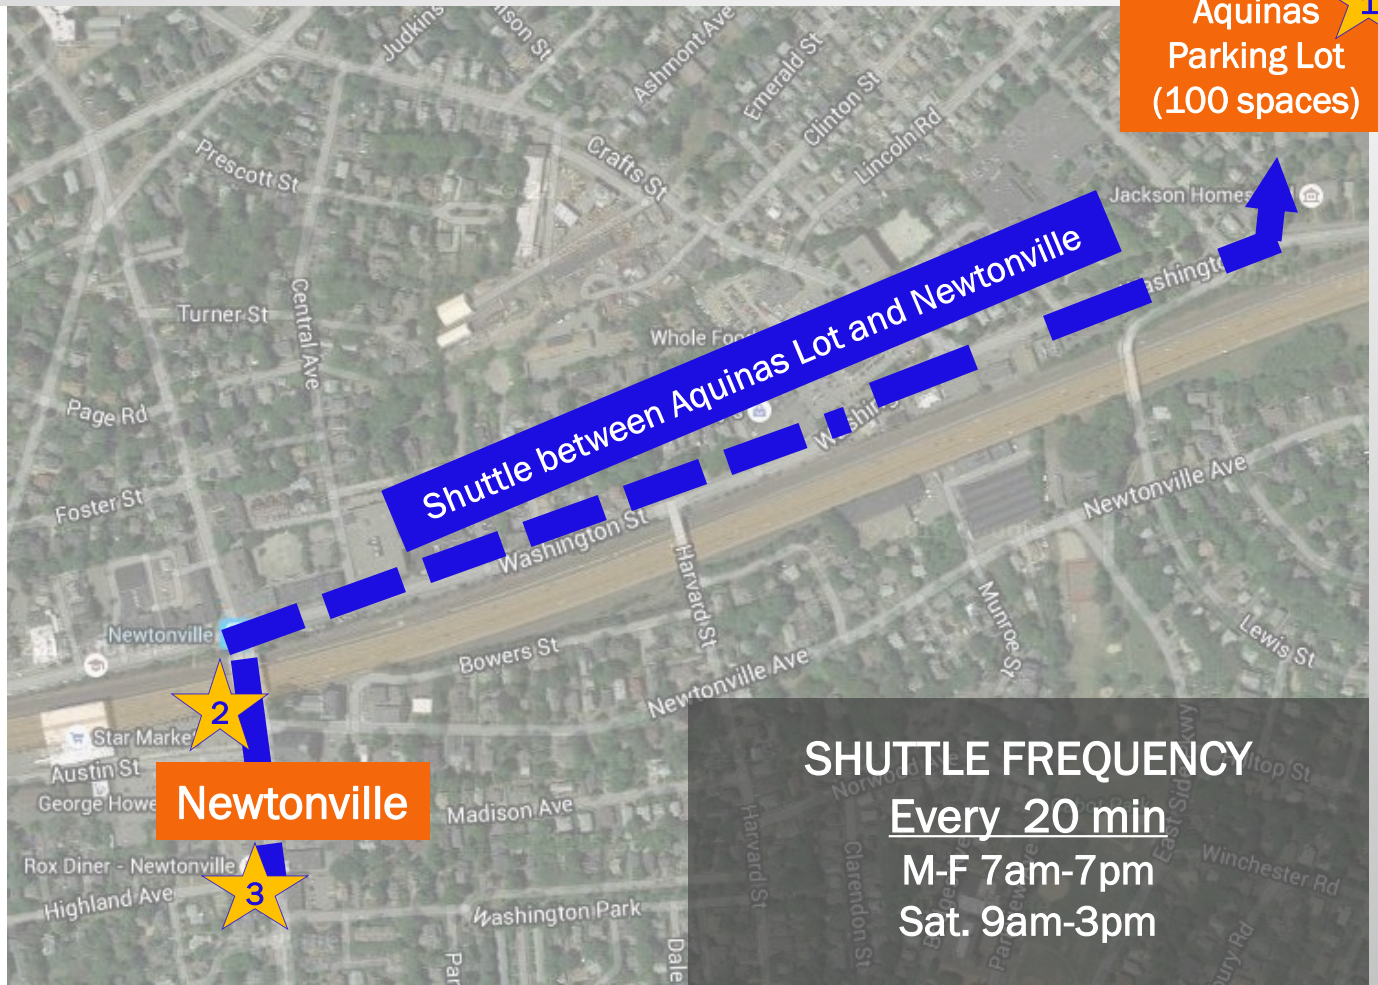 Aquinas
1
Parking Lot
(100 spaces)
Judkins
Ashmont Ave
Emerald St
Clinton St
Lincoln Rd
Crafts St
Prescott St
Jackson Homes
Central Ave
Turner St
Whole Foo
Shuttle between Aquinas Lot and Newtonville
Page Rd
Foster St
Washington St
Newtonville Ave
Harvard St
Munroe St
Lewis St
Newtonville
Bowers St
Newtonville Ave
2
Star Marke
Austin St
George Howe
Newtonville
Madison Ave
Rox Diner - Newtonville
3
Highland Ave
Washington Park
Dale
SHUTTLE FREQUENCY
Every 20 min
M-F 7am-7pm
Sat. 9am-3pm
Harvard St
Clarendon St
Winchester Rd